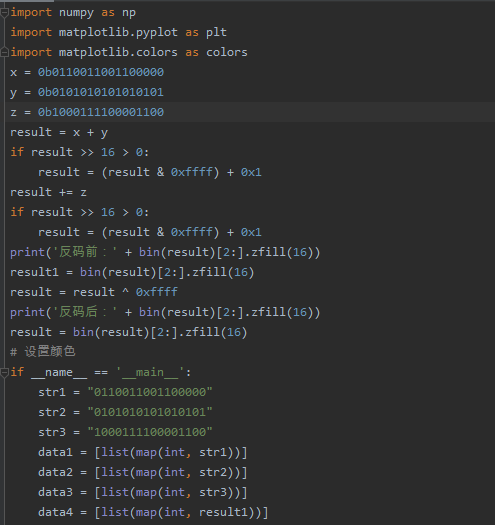 import numpy as np
import matplotlib.pyplot as plt
import matplotlib.colors as colors
x = 0b0110011001100000
y = 0b0101010101010101
z = 0b1000111100001100
result = x + y
if result >> 16 > 0:
    result = (result & 0xffff) + 0x1
result += z
if result >> 16 > 0:
    result = (result & 0xffff) + 0x1
print('反码前：' + bin(result)[2:].zfill(16))
result1 = bin(result)[2:].zfill(16)
result = result ^ 0xffff
print('反码后：' + bin(result)[2:].zfill(16))
result = bin(result)[2:].zfill(16)
# 设置颜色
if __name__ == '__main__':
    str1 = "0110011001100000"
    str2 = "0101010101010101"
    str3 = "1000111100001100"
    data1 = [list(map(int, str1))]
    data2 = [list(map(int, str2))]
    data3 = [list(map(int, str3))]
    data4 = [list(map(int, result1))]